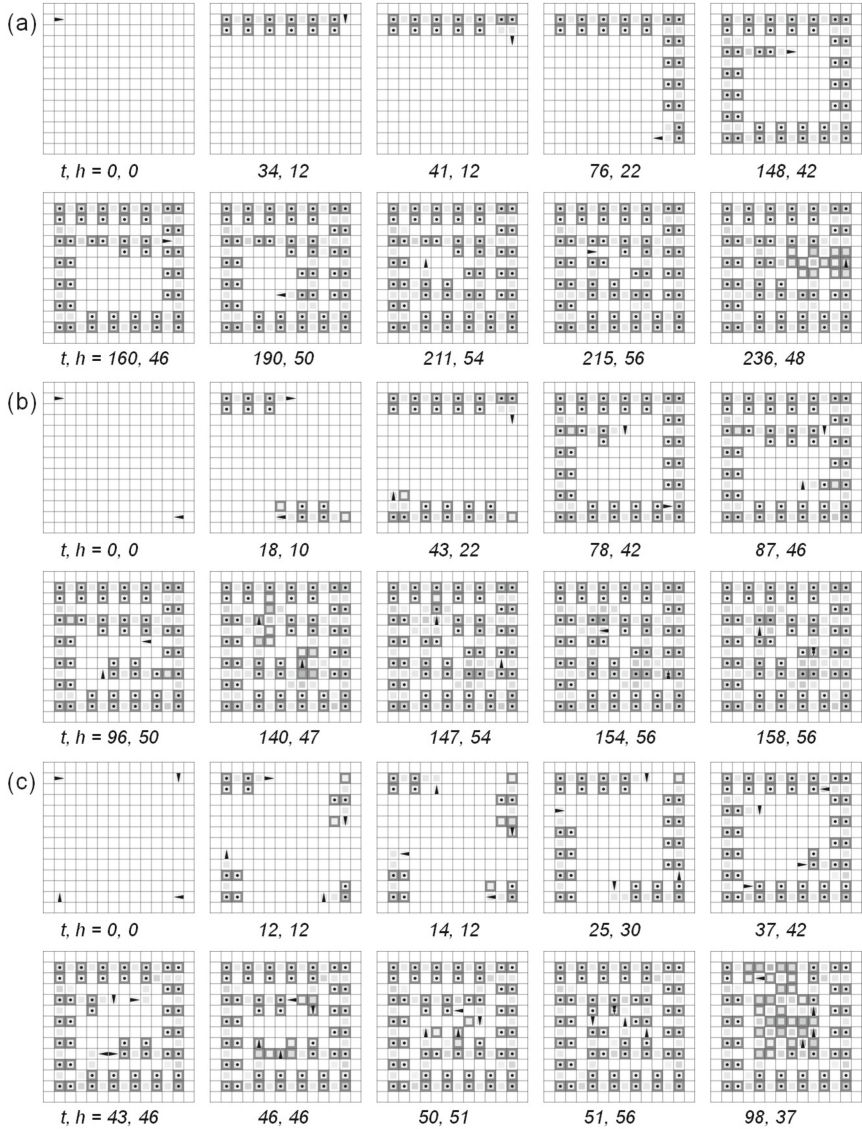 (a)
t, h = 0, 0 34, 12 41, 12 76, 22 148, 42
t, h = 160, 46 190, 50 211, 54 215, 56 236, 48
(b)
t, h = 0, 0 18, 10 43, 22 78, 42 87, 46
t, h = 96, 50 140, 47 147, 54 154, 56 158, 56
(c)
t, h = 0, 0 12, 12 14, 12 25, 30 37, 42
t, h = 43, 46 46, 46 50, 51 51, 56 98, 37